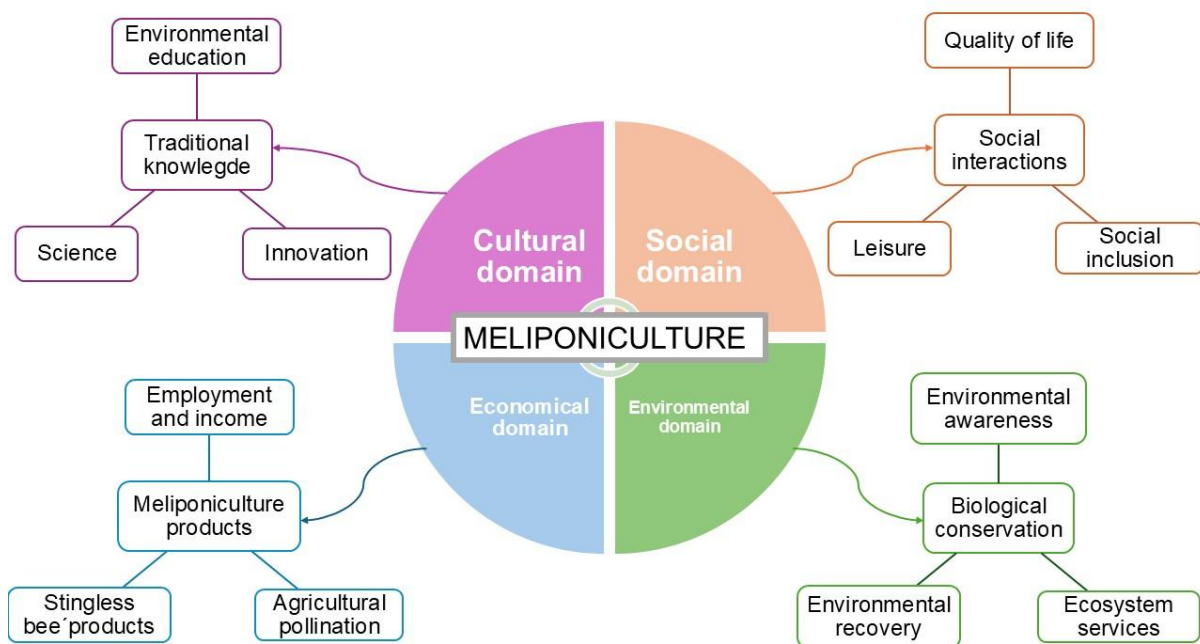 Environmental
education
Traditional
knowlegde
Science
Innovation
Quality of life
Social
interactions
Leisure
Social
inclusion
Cultural
domain
Social
domain
MELIPONICULTURE
Economical
domain
Environmental
domain
Employment
and income
Meliponiculture
products
Stingless
bee´products
Agricultural
pollination
Environmental
awareness
Biological
conservation
Environmental
recovery
Ecosystem
services